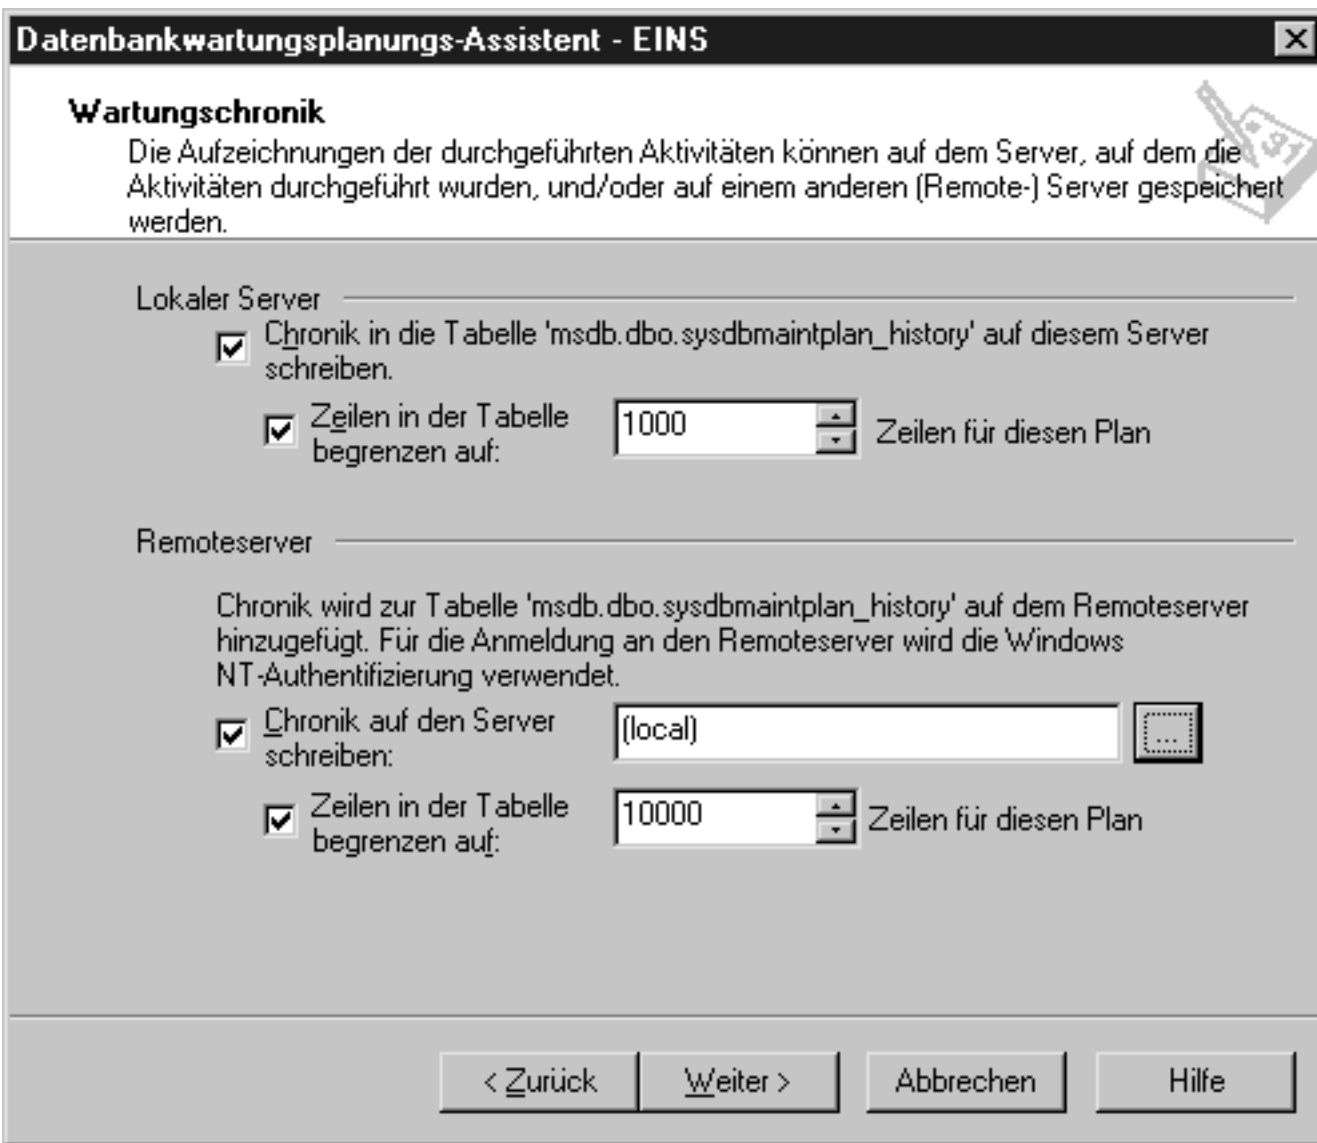 Datenbankwartungsplanungs-Assistent - EINS
Wartungschronik
Die Aufzeichnungen der durchgeführten Aktivitäten können auf dem Server, auf dem die
Aktivitäten durchgeführt wurden, und/oder auf einem anderen (Remote-) Server gespeichert
werden.
Lokaler Server
Chronik in die Tabelle 'msdb.dbo.sysdbmaintplan_history' auf diesem Server
schreiben.
Zeilen in der Tabelle
begrenzen auf:
1000
Zeilen für diesen Plan
Remoteserver
Chronik wird zur Tabelle 'msdb.dbo.sysdbmaintplan_history' auf dem Remoteserver
hinzugefügt. Für die Anmeldung an den Remoteserver wird die Windows
NT-Authentifizierung verwendet.
Chronik auf den Server
schreiben:
(local)
...
Zeilen in der Tabelle
begrenzen auf:
10000
Zeilen für diesen Plan
< Zurück
Weiter >
Abbrechen
Hilfe